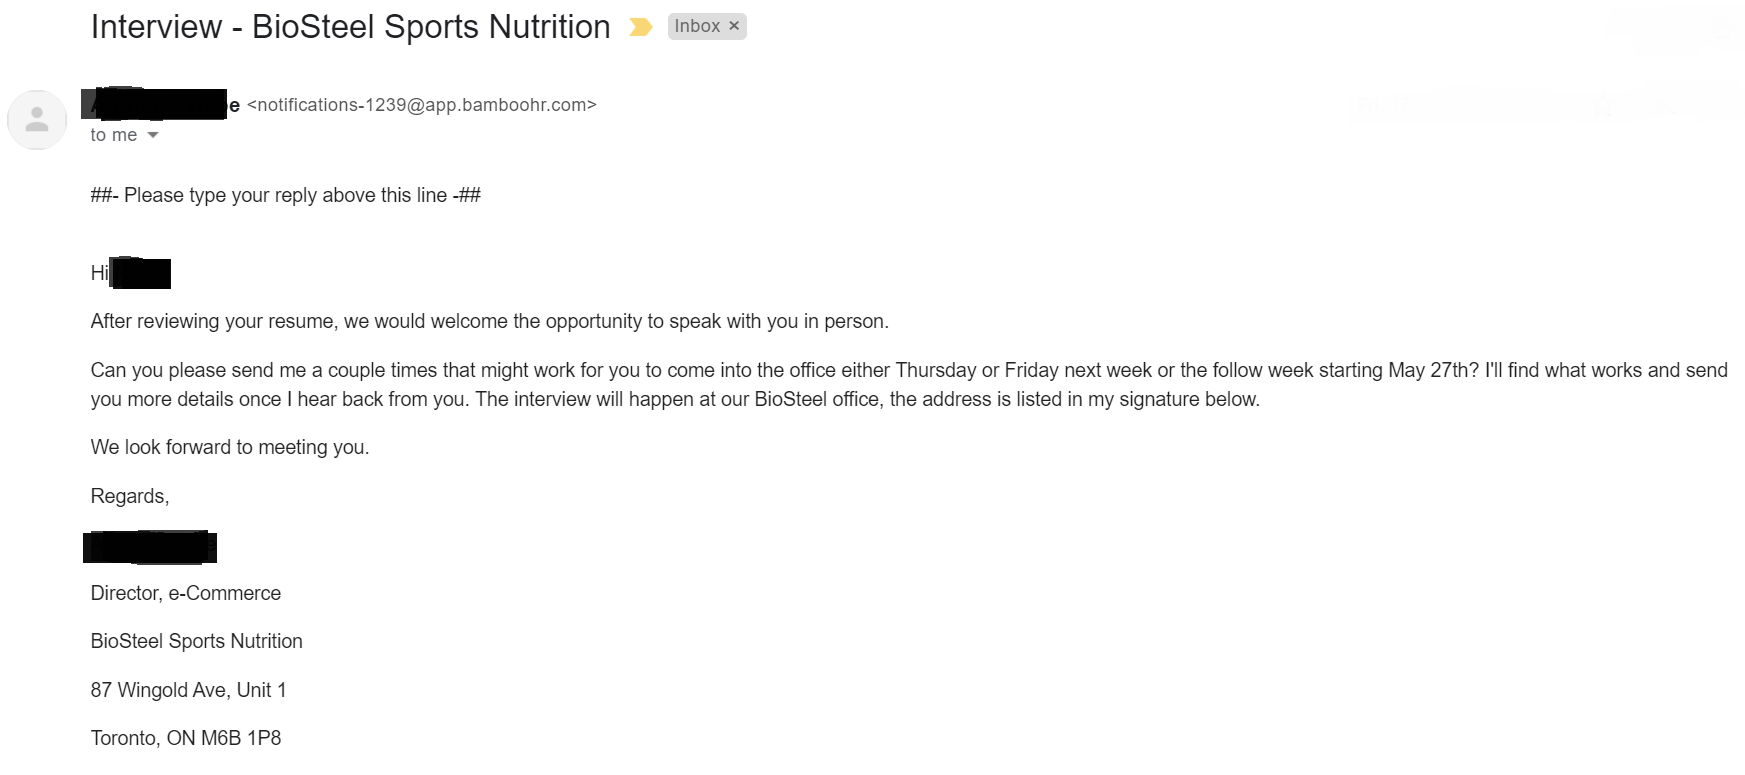 Interview - BioSteel Sports Nutrition
Inbox ×
<notifications-1239@app.bamboohr.com>
to me
##- Please type your reply above this line -##
Hi
After reviewing your resume, we would welcome the opportunity to speak with you in person.
Can you please send me a couple times that might work for you to come into the office either Thursday or Friday next week or the follow week starting May 27th? I'll find what works and send
you more details once I hear back from you. The interview will happen at our BioSteel office, the address is listed in my signature below.
We look forward to meeting you.
Regards,
Director, e-Commerce
BioSteel Sports Nutrition
87 Wingold Ave, Unit 1
Toronto, ON M6B 1P8